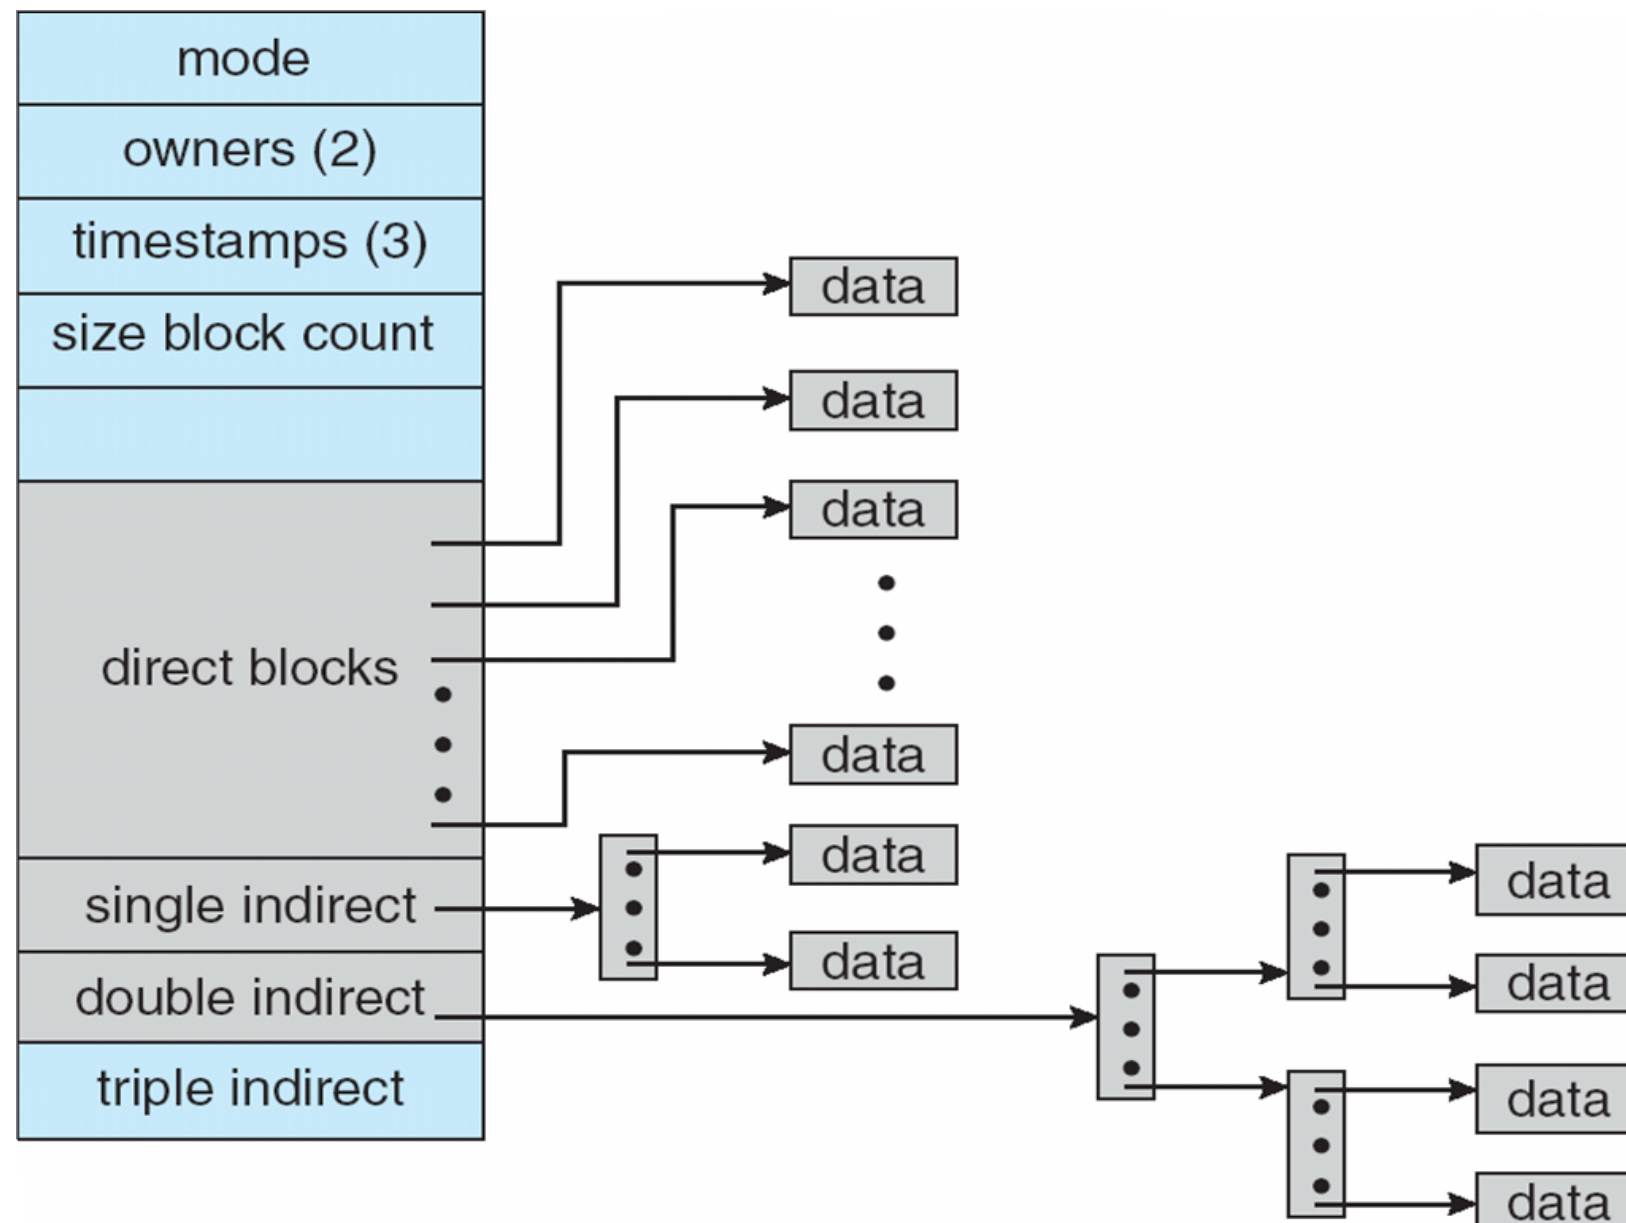 mode
owners (2)
timestamps (3)
size block count
direct blocks
single indirect
double indirect
triple indirect
data
data
data
data
data
data
data
data
data
data